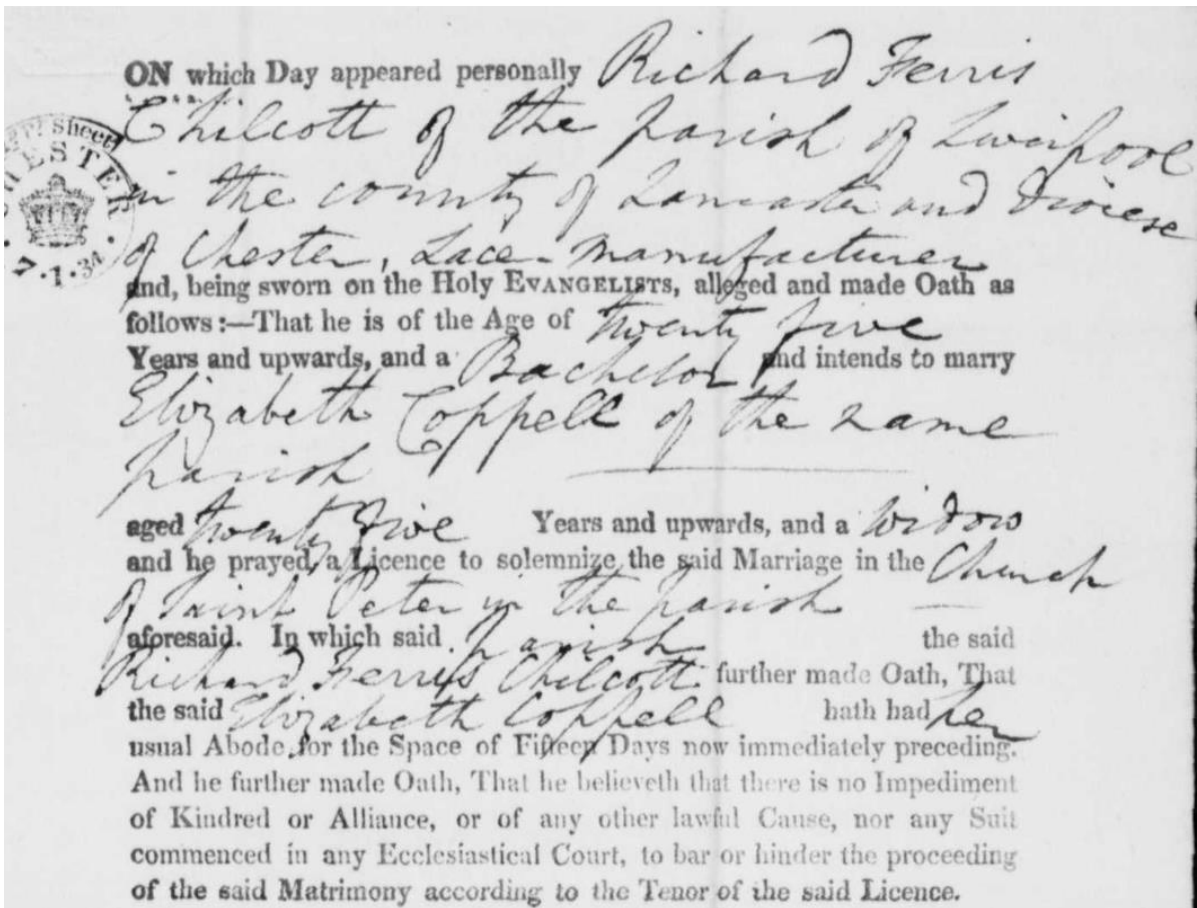 ON which Day appeared personally Richard Ferris
Chilcott of the parish of Liverpool
in the county of Lancaster and Diocese
of Chester, Lace-manufacturer
and, being sworn on the Holy EVANGELISTS, alleged and made Oath as
follows:—That he is of the Age of twenty five
Years and upwards, and a Bachelor and intends to marry
Elizabeth Coppell of the same
parish
aged twenty five Years and upwards, and a Widow
and he prayed a Licence to solemnize the said Marriage in the Church
of Saint Peter in the parish
aforesaid. In which said parish the said
Richard Ferris Chilcott further made Oath, That
the said Elizabeth Coppell hath had her
usual Abode for the Space of Fifteen Days now immediately preceding.
And he further made Oath, That he believeth that there is no Impediment
of Kindred or Alliance, or of any other lawful Cause, nor any Suit
commenced in any Ecclesiastical Court, to bar or hinder the proceeding
of the said Matrimony according to the Tenor of the said Licence.
sheet
HESTER
7.1.34